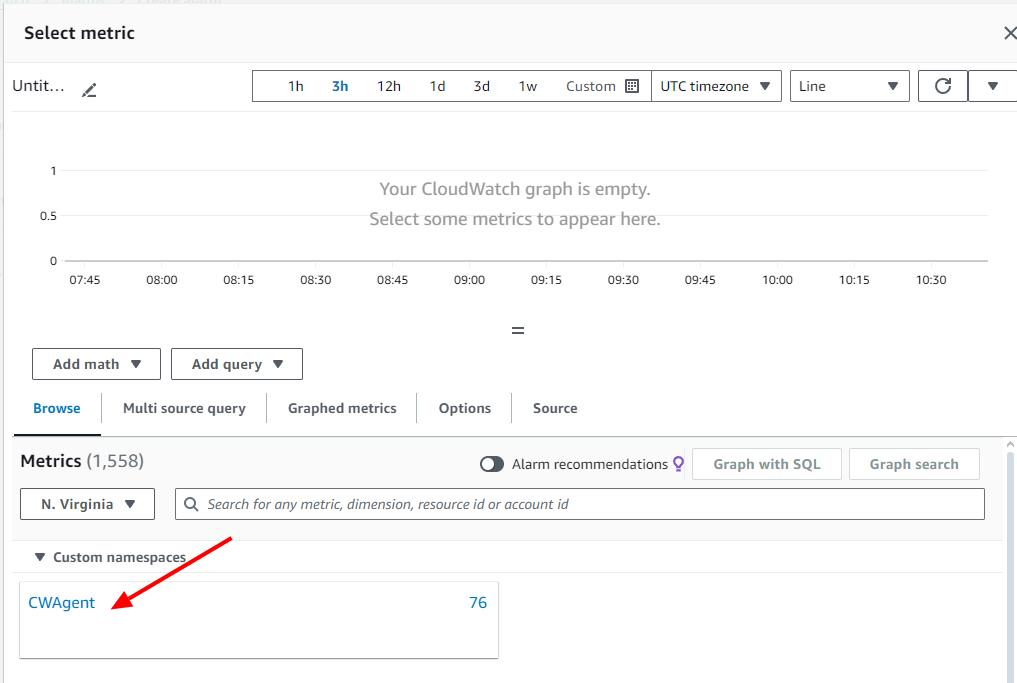 Select metric
Untit...
1h 3h 12h 1d 3d 1w Custom UTC timezone Line
1
Your CloudWatch graph is empty.
0.5
Select some metrics to appear here.
0
07:45 08:00 08:15 08:30 08:45 09:00 09:15 09:30 09:45 10:00 10:15 10:30
Add math Add query
Browse Multi source query Graphed metrics Options Source
Metrics (1,558) Alarm recommendations Graph with SQL Graph search
N. Virginia Search for any metric, dimension, resource id or account id
Custom namespaces
CWAgent 76